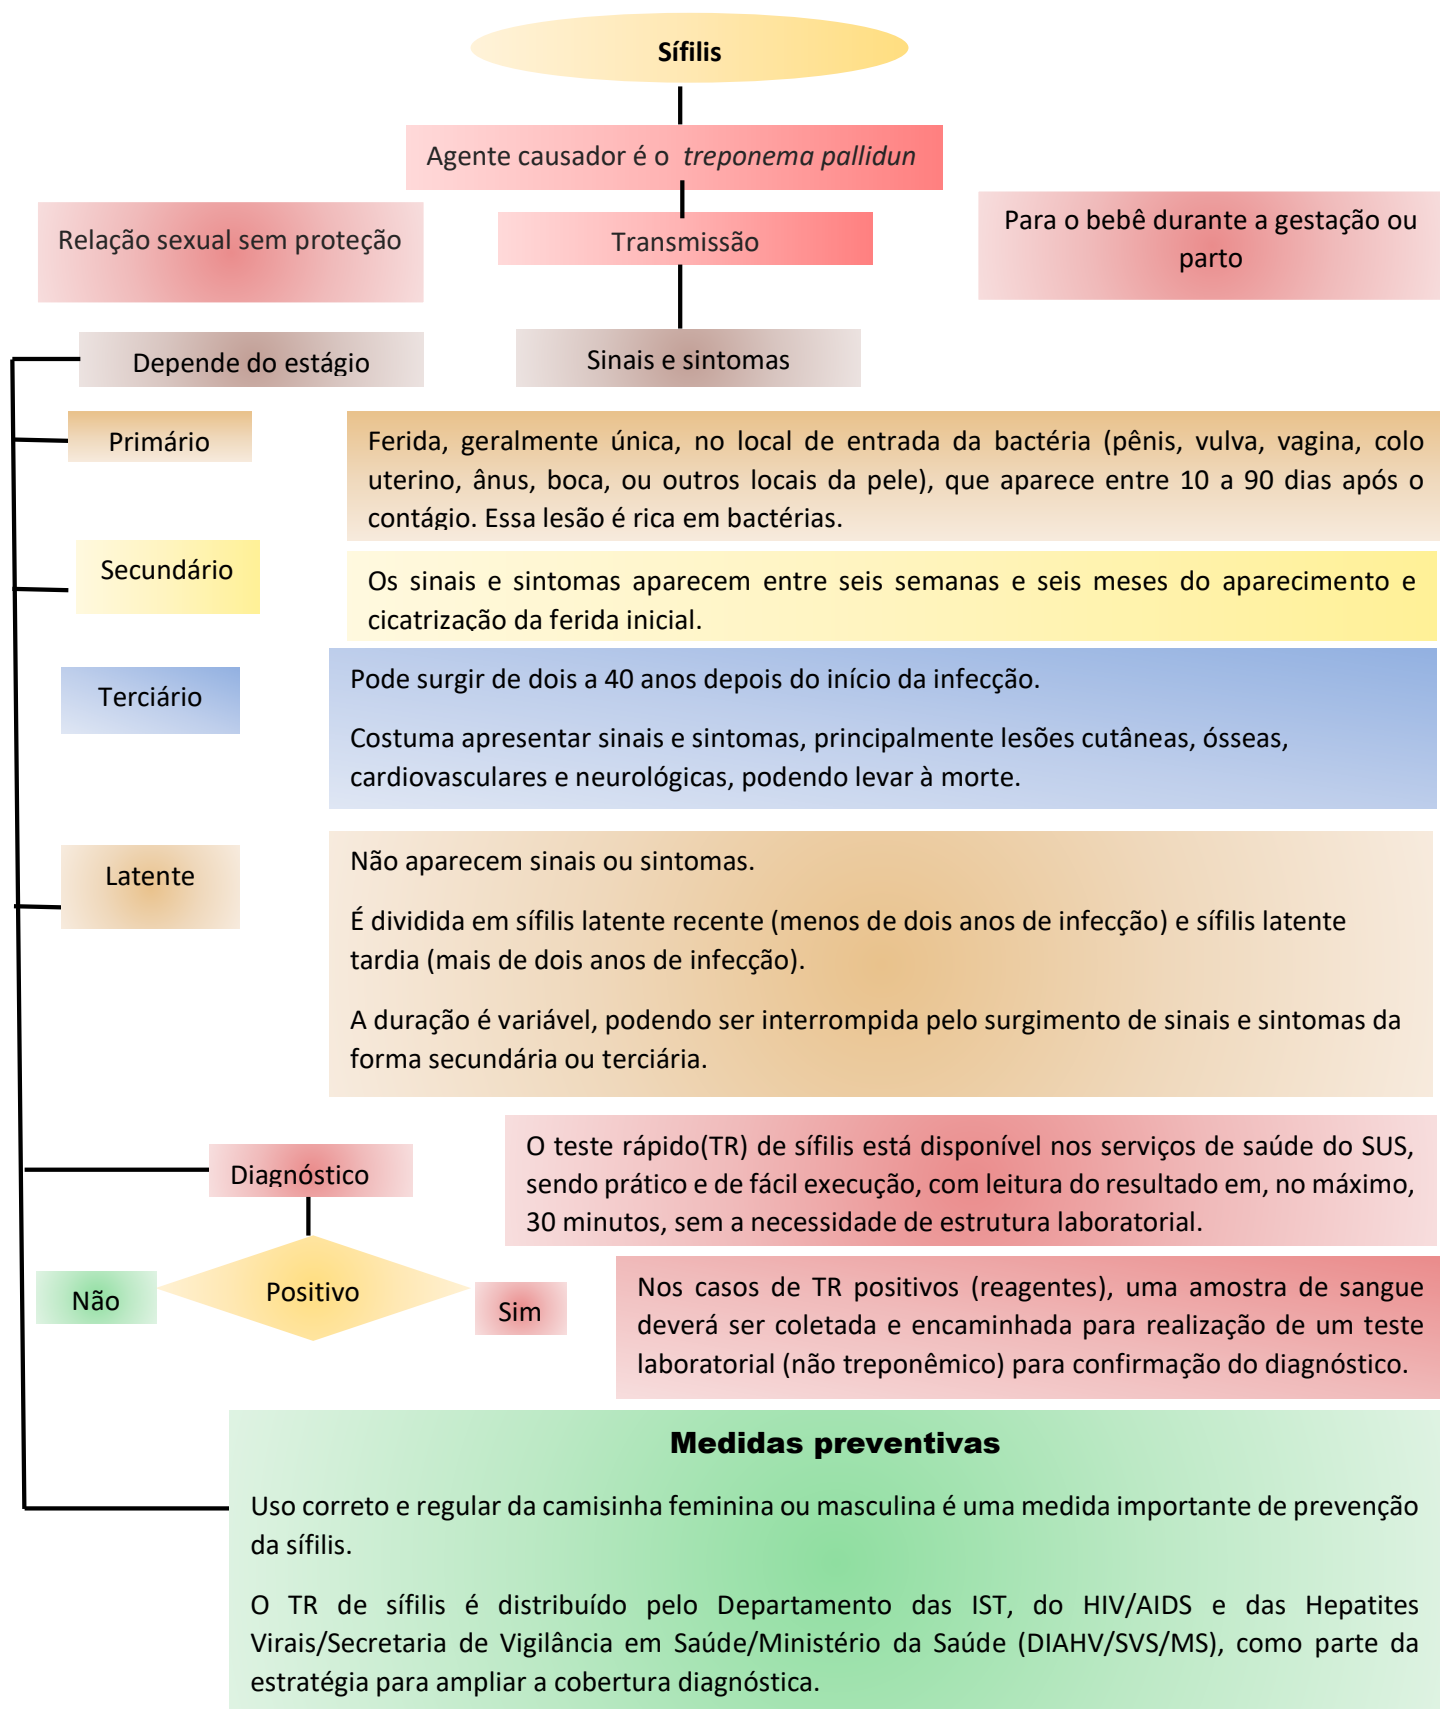 Sífilis
Agente causador é o treponema pallidun
Relação sexual sem proteção
Transmissão
Para o bebê durante a gestação ou
parto
Depende do estágio
Sinais e sintomas
Primário
Ferida, geralmente única, no local de entrada da bactéria (pênis, vulva, vagina, colo
uterino, ânus, boca, ou outros locais da pele), que aparece entre 10 a 90 dias após o
contágio. Essa lesão é rica em bactérias.
Secundário
Os sinais e sintomas aparecem entre seis semanas e seis meses do aparecimento e
cicatrização da ferida inicial.
Terciário
Pode surgir de dois a 40 anos depois do início da infecção.
Costuma apresentar sinais e sintomas, principalmente lesões cutâneas, ósseas,
cardiovasculares e neurológicas, podendo levar à morte.
Latente
Não aparecem sinais ou sintomas.
É dividida em sífilis latente recente (menos de dois anos de infecção) e sífilis latente
tardia (mais de dois anos de infecção).
A duração é variável, podendo ser interrompida pelo surgimento de sinais e sintomas da
forma secundária ou terciária.
Diagnóstico
O teste rápido(TR) de sífilis está disponível nos serviços de saúde do SUS,
sendo prático e de fácil execução, com leitura do resultado em, no máximo,
30 minutos, sem a necessidade de estrutura laboratorial.
Não
Positivo
Sim
Nos casos de TR positivos (reagentes), uma amostra de sangue
deverá ser coletada e encaminhada para realização de um teste
laboratorial (não treponêmico) para confirmação do diagnóstico.
Medidas preventivas
Uso correto e regular da camisinha feminina ou masculina é uma medida importante de prevenção
da sífilis.
O TR de sífilis é distribuído pelo Departamento das IST, do HIV/AIDS e das Hepatites
Virais/Secretaria de Vigilância em Saúde/Ministério da Saúde (DIAHV/SVS/MS), como parte da
estratégia para ampliar a cobertura diagnóstica.